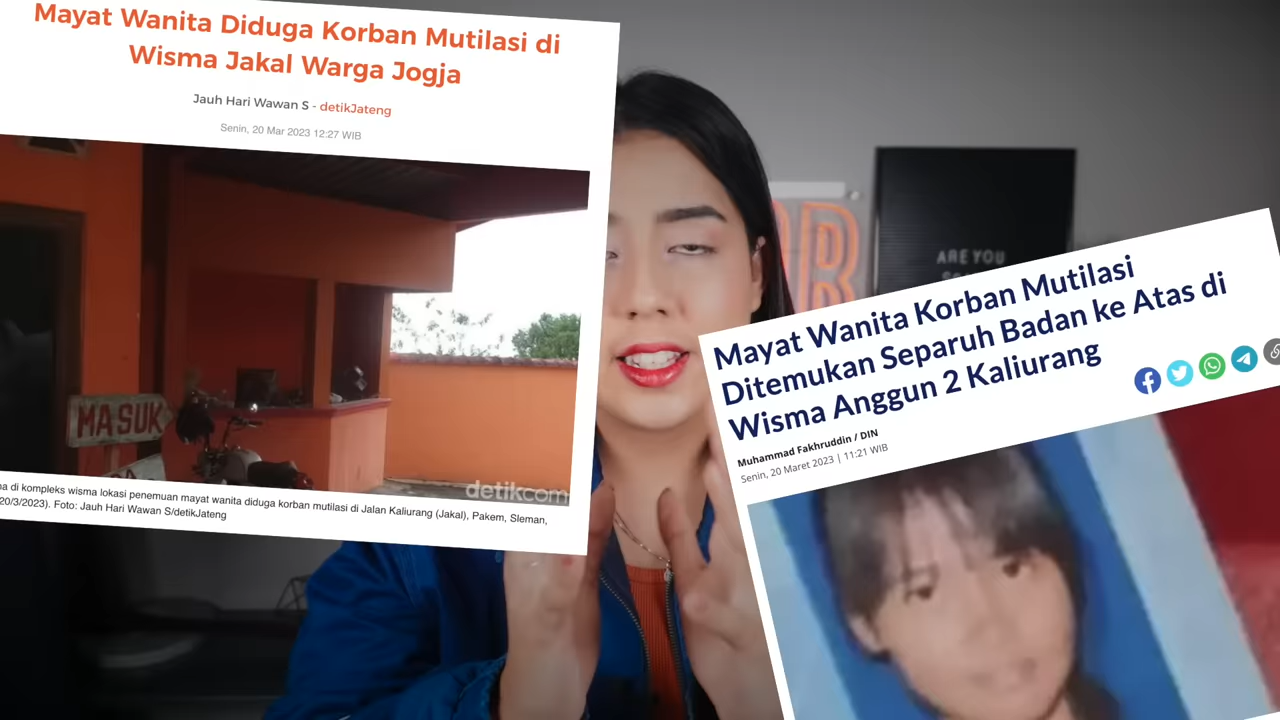 Mayat Wanita Diduga Korban Mutilasi di
Wisma Jakal Warga Jogja
Jauh Hari Wawan S - detikJateng
Senin, 20 Mar 2023 12:27 WIB
MASUK
detikcom
di kompleks wisma lokasi penemuan mayat wanita diduga korban mutilasi di Jalan Kaliurang (Jakal), Pakem, Sleman,
20/3/2023). Foto: Jauh Hari Wawan S/detikJateng
ARE YOU
Mayat Wanita Korban Mutilasi
Ditemukan Separuh Badan ke Atas di
Wisma Anggun 2 Kaliurang
Muhammad Fakhruddin / DIN
Senin, 20 Maret 2023 | 11:21 WIB